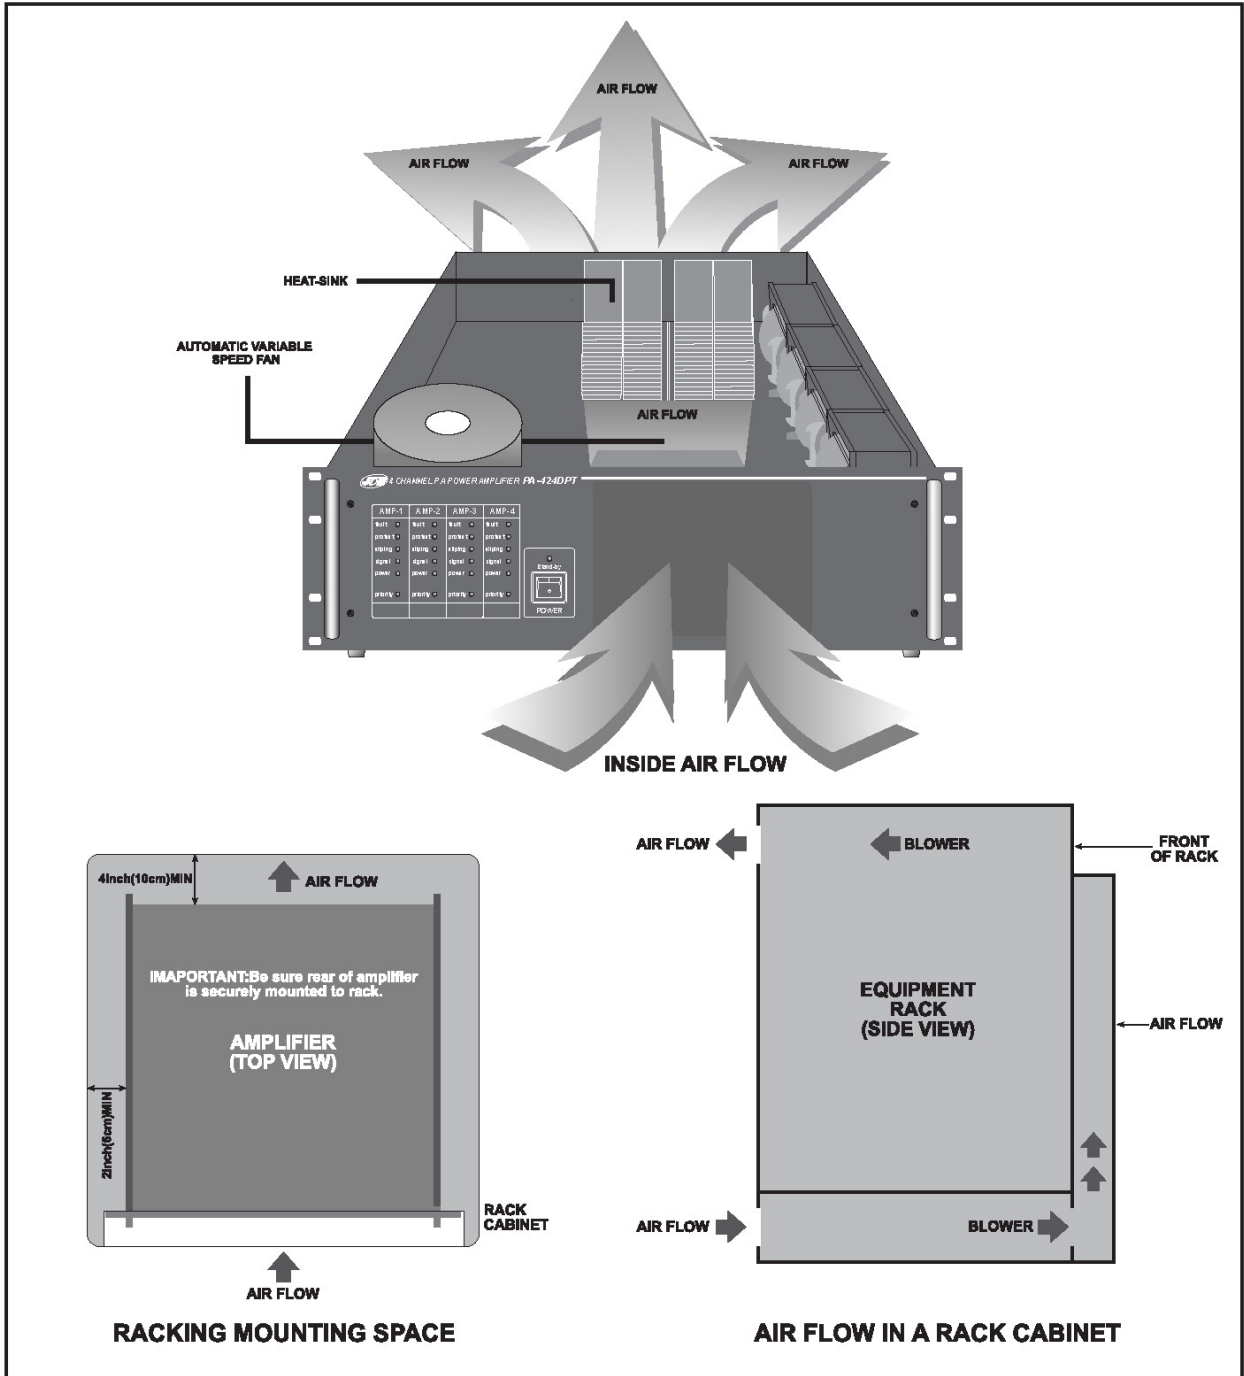 AIR FLOW
AIR FLOW
AIR FLOW
HEAT-SINK
AUTOMATIC VARIABLE
SPEED FAN
AIR FLOW
4 CHANNEL P.A POWER AMPLIFIER PA-424DPT
AMP-1 AMP-2 AMP-3 AMP-4
fault fault fault fault
protect protect protect protect
cliping cliping cliping cliping
signal signal signal signal
power power power power
priority priority priority priority
Stand-by
POWER
INSIDE AIR FLOW
4inch(10cm)MIN
AIR FLOW
IMAPORTANT:Be sure rear of amplifier
is securely mounted to rack.
AMPLIFIER
(TOP VIEW)
2inch(5cm)MIN
RACK
CABINET
AIR FLOW
RACKING MOUNTING SPACE
AIR FLOW
BLOWER
FRONT
OF RACK
EQUIPMENT
RACK
(SIDE VIEW)
AIR FLOW
AIR FLOW
BLOWER
AIR FLOW IN A RACK CABINET